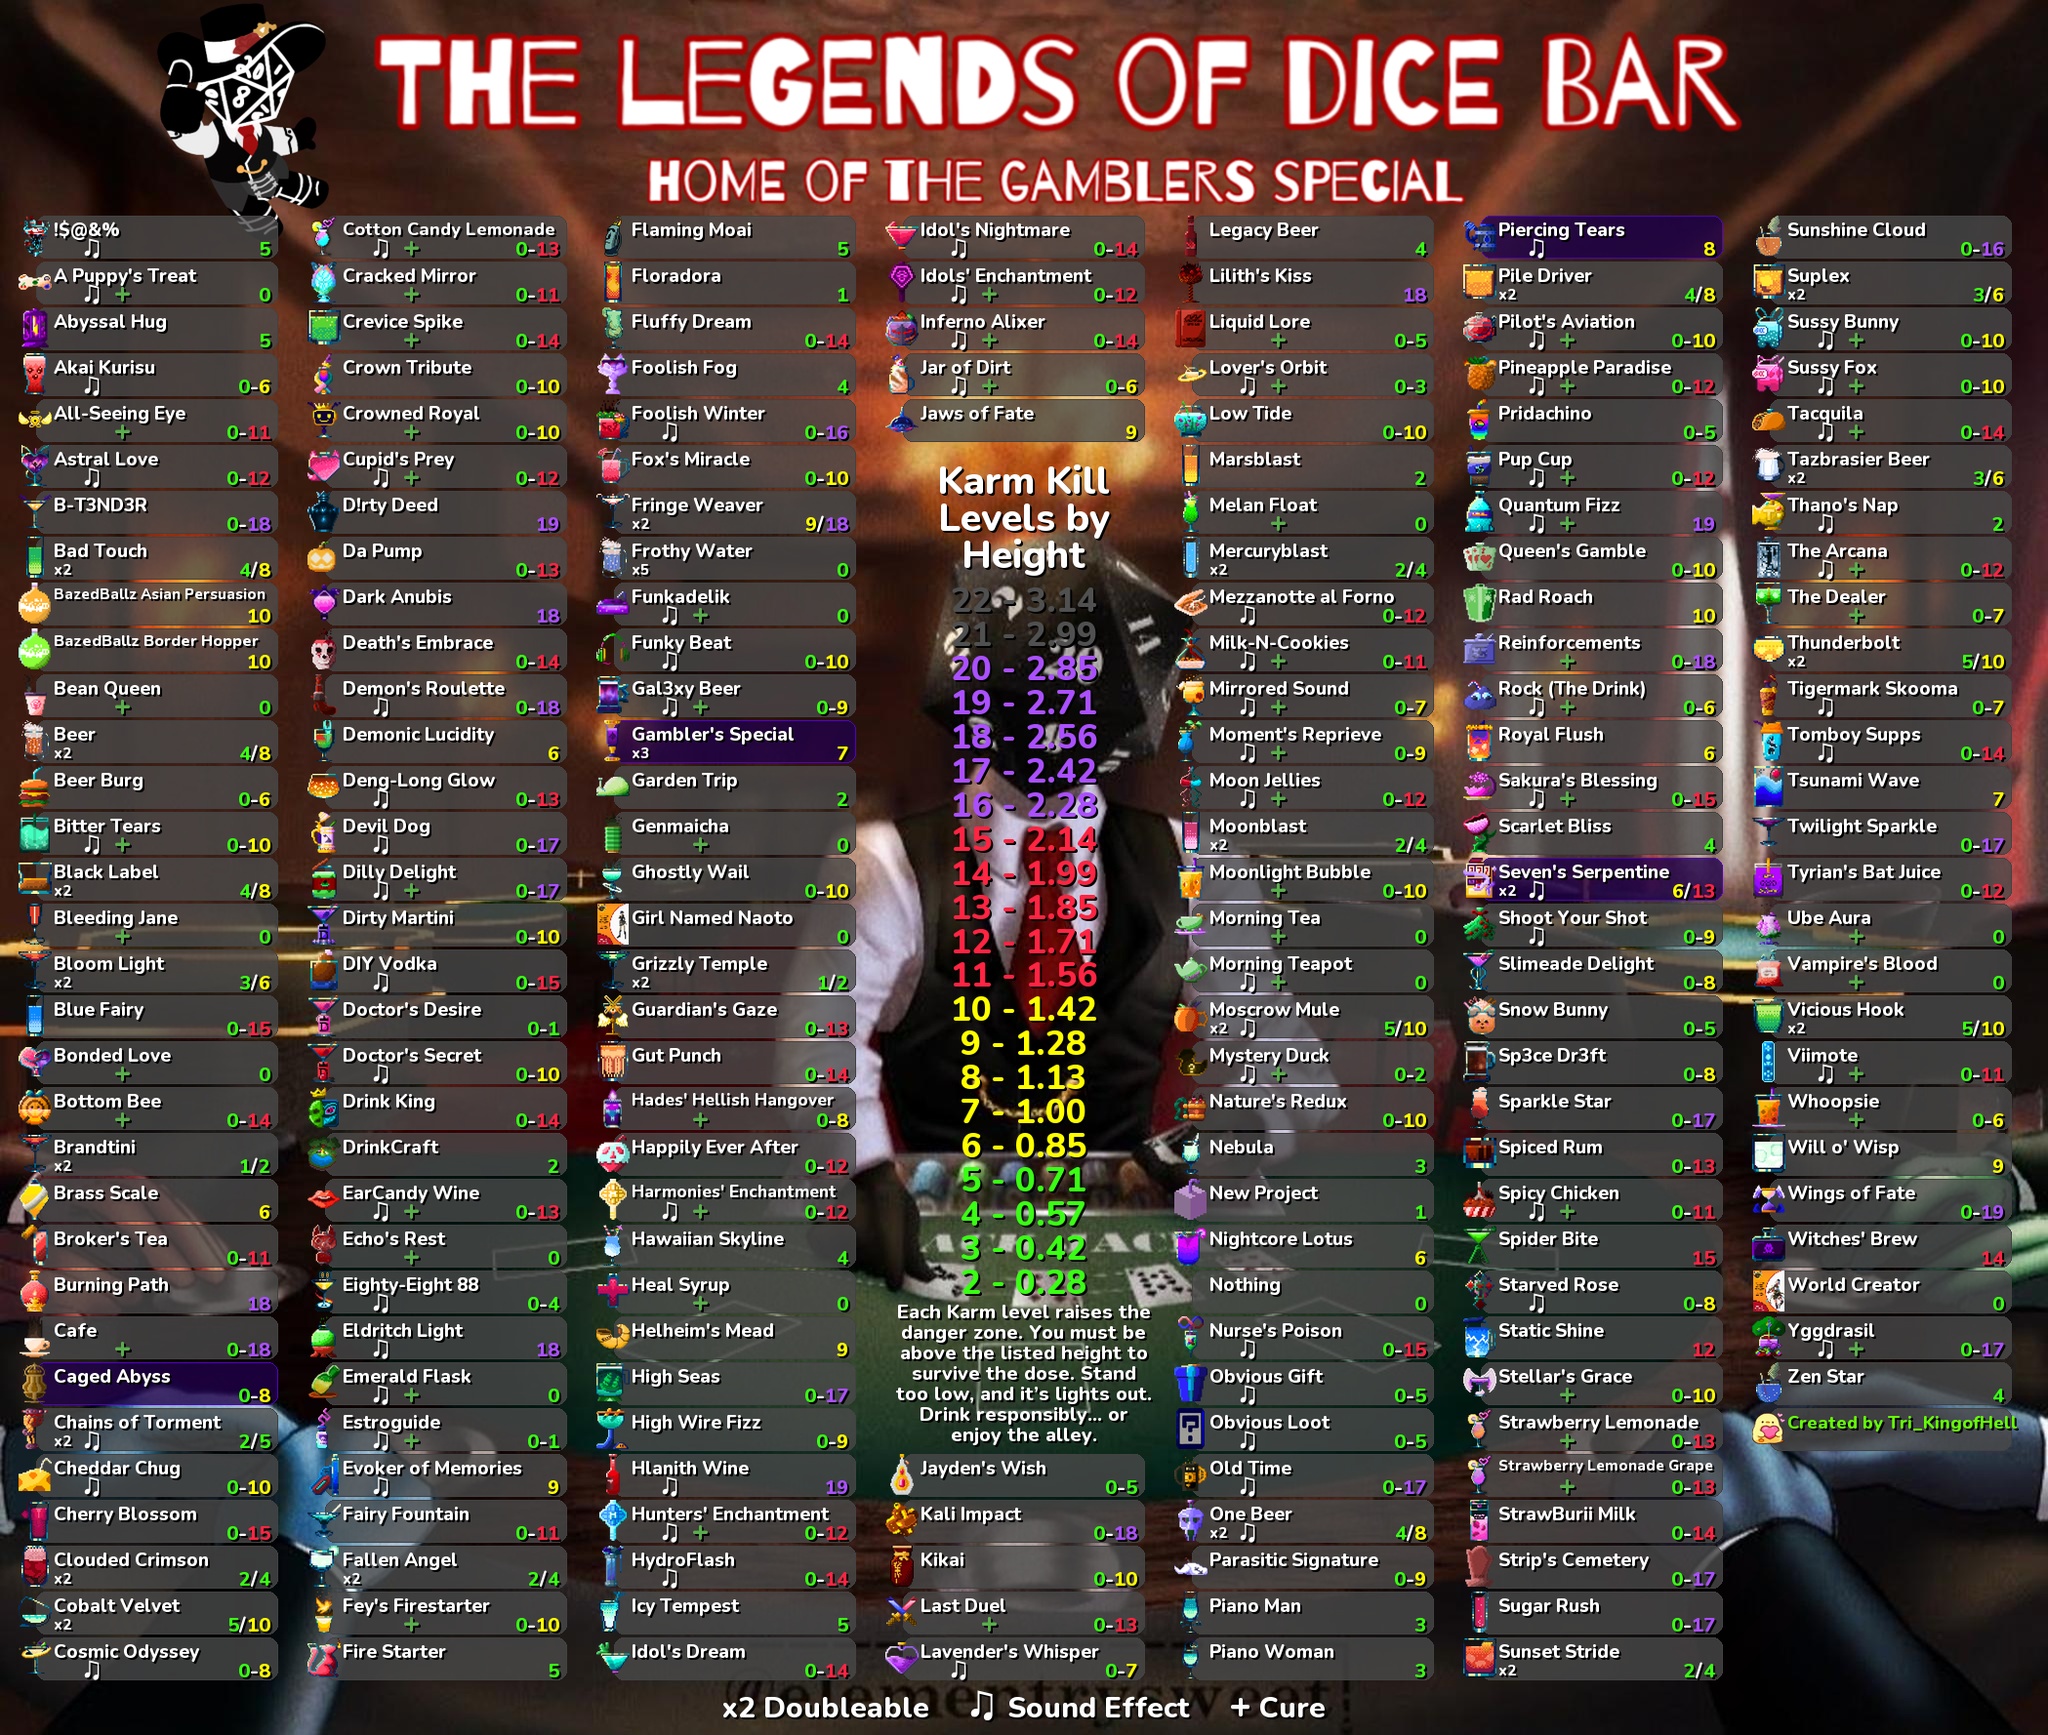 THE LEGENDS OF DICE BAR
HOME OF THE GAMBLERS SPECIAL
!$@&%
♫ 5
A Puppy's Treat
♫ + 0
Abyssal Hug
5
Akai Kurisu
♫ 0-6
All-Seeing Eye
+ 0-11
Astral Love
♫ 0-12
B-T3ND3R
0-18
Bad Touch
x2 4/8
BazedBallz Asian Persuasion
10
BazedBallz Border Hopper
10
Bean Queen
+ 0
Beer
x2 4/8
Beer Burg
0-6
Bitter Tears
♫ + 0-10
Black Label
x2 4/8
Bleeding Jane
+ 0
Bloom Light
x2 3/6
Blue Fairy
0-15
Bonded Love
+ 0
Bottom Bee
+ 0-14
Brandtini
x2 1/2
Brass Scale
6
Broker's Tea
0-11
Burning Path
18
Cafe
+ 0-18
Caged Abyss
0-8
Chains of Torment
x2 ♫ 2/5
Cheddar Chug
♫ 0-10
Cherry Blossom
0-15
Clouded Crimson
x2 2/4
Cobalt Velvet
x2 5/10
Cosmic Odyssey
♫ 0-8
Cotton Candy Lemonade
♫ + 0-13
Cracked Mirror
+ 0-11
Crevice Spike
+ 0-14
Crown Tribute
0-10
Crowned Royal
+ 0-10
Cupid's Prey
♫ + 0-12
D!rty Deed
19
Da Pump
0-13
Dark Anubis
18
Death's Embrace
0-14
Demon's Roulette
♫ 0-18
Demonic Lucidity
6
Deng-Long Glow
♫ 0-13
Devil Dog
♫ 0-17
Dilly Delight
♫ + 0-17
Dirty Martini
0-10
DIY Vodka
♫ 0-15
Doctor's Desire
0-1
Doctor's Secret
♫ 0-10
Drink King
0-14
DrinkCraft
2
EarCandy Wine
♫ + 0-13
Echo's Rest
+ 0
Eighty-Eight 88
♫ 0-4
Eldritch Light
♫ 18
Emerald Flask
♫ + 0
Estroguide
♫ + 0-1
Evoker of Memories
♫ 9
Fairy Fountain
0-11
Fallen Angel
x2 2/4
Fey's Firestarter
+ 0-10
Fire Starter
5
Flaming Moai
5
Floradora
1
Fluffy Dream
0-14
Foolish Fog
4
Foolish Winter
♫ 0-16
Fox's Miracle
0-10
Fringe Weaver
x2 9/18
Frothy Water
x5 0
Funkadelik
♫ + 0
Funky Beat
♫ 0-10
Gal3xy Beer
♫ + 0-9
Gambler's Special
x3 7
Garden Trip
2
Genmaicha
+ 0
Ghostly Wail
0-10
Girl Named Naoto
0
Grizzly Temple
x2 1/2
Guardian's Gaze
0-13
Gut Punch
0-14
Hades' Hellish Hangover
+ 0-8
Happily Ever After
0-12
Harmonies' Enchantment
♫ + 0-12
Hawaiian Skyline
4
Heal Syrup
+ 0
Helheim's Mead
9
High Seas
0-17
High Wire Fizz
0-9
Hlanith Wine
19
Hunters' Enchantment
♫ + 0-12
HydroFlash
♫ 0-14
Icy Tempest
5
Idol's Dream
0-14
Idol's Nightmare
♫ 0-14
Idols' Enchantment
♫ + 0-12
Inferno Alixer
♫ + 0-14
Jar of Dirt
♫ + 0-6
Jaws of Fate
9
Karm Kill
Levels by
Height
22 - 3.14
21 - 2.99
20 - 2.85
19 - 2.71
18 - 2.56
17 - 2.42
16 - 2.28
15 - 2.14
14 - 1.99
13 - 1.85
12 - 1.71
11 - 1.56
10 - 1.42
9 - 1.28
8 - 1.13
7 - 1.00
6 - 0.85
5 - 0.71
4 - 0.57
3 - 0.42
2 - 0.28
Each Karm level raises the
danger zone. You must be
above the listed height to
survive the dose. Stand
too low, and it's lights out.
Drink responsibly... or
enjoy the alley.
Jayden's Wish
0-5
Kali Impact
0-18
Kikai
0-10
Last Duel
+ 0-13
Lavender's Whisper
♫ 0-7
Legacy Beer
4
Lilith's Kiss
18
Liquid Lore
+ 0-5
Lover's Orbit
♫ + 0-3
Low Tide
0-10
Marsblast
2
Melan Float
+ 0
Mercuryblast
x2 2/4
Mezzanotte al Forno
♫ 0-12
Milk-N-Cookies
♫ + 0-11
Mirrored Sound
♫ + 0-7
Moment's Reprieve
♫ + 0-9
Moon Jellies
♫ + 0-12
Moonblast
x2 2/4
Moonlight Bubble
+ 0-10
Morning Tea
+ 0
Morning Teapot
♫ + 0
Moscrow Mule
x2 ♫ 5/10
Mystery Duck
♫ + 0-2
Nature's Redux
0-10
Nebula
3
New Project
1
Nightcore Lotus
6
Nothing
0
Nurse's Poison
♫ 0-15
Obvious Gift
♫ 0-5
Obvious Loot
♫ 0-5
Old Time
♫ 0-17
One Beer
x2 ♫ 4/8
Parasitic Signature
0-9
Piano Man
3
Piano Woman
3
Piercing Tears
♫ 8
Pile Driver
x2 4/8
Pilot's Aviation
♫ + 0-10
Pineapple Paradise
♫ + 0-12
Pridachino
0-5
Pup Cup
♫ + 0-12
Quantum Fizz
♫ + 19
Queen's Gamble
0-10
Rad Roach
10
Reinforcements
+ 0-18
Rock (The Drink)
♫ + 0-6
Royal Flush
6
Sakura's Blessing
♫ + 0-15
Scarlet Bliss
4
Seven's Serpentine
x2 ♫ 6/13
Shoot Your Shot
♫ 0-9
Slimeade Delight
0-8
Snow Bunny
0-5
Sp3ce Dr3ft
0-8
Sparkle Star
0-17
Spiced Rum
0-13
Spicy Chicken
♫ + 0-11
Spider Bite
15
Starved Rose
♫ 0-8
Static Shine
12
Stellar's Grace
+ 0-10
Strawberry Lemonade
+ 0-13
Strawberry Lemonade Grape
+ 0-13
StrawBurii Milk
0-14
Strip's Cemetery
0-17
Sugar Rush
0-17
Sunset Stride
x2 2/4
Sunshine Cloud
0-16
Suplex
x2 3/6
Sussy Bunny
♫ + 0-10
Sussy Fox
♫ + 0-10
Tacquila
♫ + 0-14
Tazbrasier Beer
x2 3/6
Thano's Nap
♫ 2
The Arcana
♫ + 0-12
The Dealer
+ 0-7
Thunderbolt
x2 5/10
Tigermark Skooma
♫ 0-7
Tomboy Supps
♫ 0-14
Tsunami Wave
7
Twilight Sparkle
0-17
Tyrian's Bat Juice
0-12
Ube Aura
+ 0
Vampire's Blood
+ 0
Vicious Hook
x2 5/10
Viimote
♫ + 0-11
Whoopsie
+ 0-6
Will o' Wisp
9
Wings of Fate
0-19
Witches' Brew
14
World Creator
0
Yggdrasil
♫ + 0-17
Zen Star
4
Created by Tri_KingofHell
x2 Doubleable ♫ Sound Effect + Cure